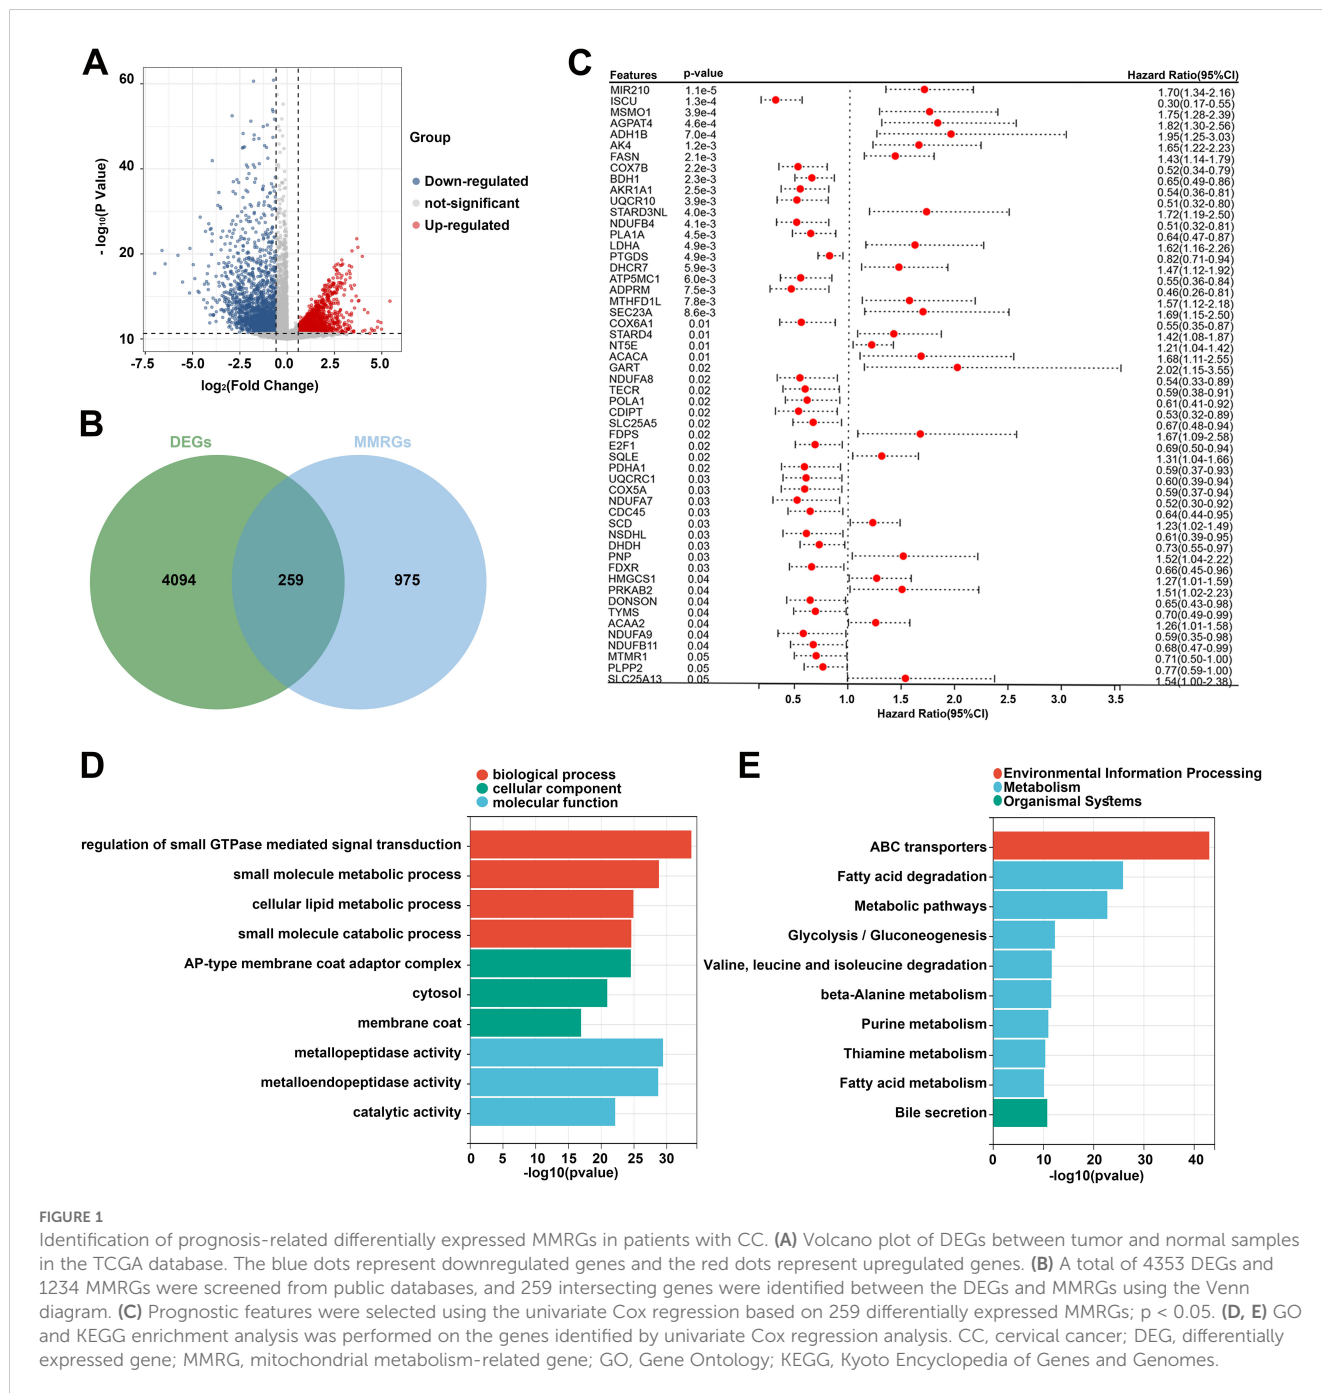 A
60
40
20
10
- log₁₀(P Value)
-7.5
-5.0
-2.5
0.0
2.5
5.0
log₂(Fold Change)
Group
Down-regulated
not-significant
Up-regulated
B
DEGs
MMRGs
4094
259
975
C
Features p-value Hazard Ratio(95%CI)
MIR210 1.1e-5 1.70(1.34-2.16)
ISCU 1.3e-4 0.30(0.17-0.55)
MSMO1 3.9e-4 1.75(1.28-2.39)
AGPAT4 4.6e-4 1.82(1.30-2.56)
ADH1B 7.0e-4 1.95(1.25-3.03)
AK4 1.2e-3 1.65(1.22-2.23)
FASN 2.1e-3 1.43(1.14-1.79)
COX7B 2.2e-3 0.52(0.34-0.79)
BDH1 2.3e-3 0.65(0.49-0.86)
AKR1A1 2.5e-3 0.54(0.36-0.81)
UQCR10 3.9e-3 0.51(0.32-0.80)
STARD3NL 4.0e-3 1.72(1.19-2.50)
NDUFB4 4.1e-3 0.51(0.32-0.81)
PLA1A 4.5e-3 0.64(0.47-0.87)
LDHA 4.9e-3 1.62(1.16-2.26)
PTGDS 4.9e-3 0.82(0.71-0.94)
DHCR7 5.9e-3 1.47(1.12-1.92)
ATP5MC1 6.0e-3 0.55(0.36-0.84)
ADPRM 7.5e-3 0.46(0.26-0.81)
MTHFD1L 7.8e-3 1.57(1.12-2.18)
SEC23A 8.6e-3 1.69(1.15-2.50)
COX6A1 0.01 0.55(0.35-0.87)
STARD4 0.01 1.42(1.08-1.87)
NT5E 0.01 1.21(1.04-1.42)
ACACA 0.01 1.68(1.11-2.55)
GART 0.02 2.02(1.15-3.55)
NDUFA8 0.02 0.54(0.33-0.89)
TECR 0.02 0.59(0.38-0.91)
POLA1 0.02 0.61(0.41-0.92)
CDIPT 0.02 0.53(0.32-0.89)
SLC25A5 0.02 0.67(0.48-0.94)
FDPS 0.02 1.67(1.09-2.58)
E2F1 0.02 0.69(0.50-0.94)
SQLE 0.02 1.31(1.04-1.66)
PDHA1 0.02 0.59(0.37-0.93)
UQCRC1 0.03 0.60(0.39-0.94)
COX5A 0.03 0.59(0.37-0.94)
NDUFA7 0.03 0.52(0.30-0.92)
CDC45 0.03 0.64(0.44-0.95)
SCD 0.03 1.23(1.02-1.49)
NSDHL 0.03 0.61(0.39-0.95)
DHDH 0.03 0.73(0.55-0.97)
PNP 0.03 1.52(1.04-2.22)
FDXR 0.03 0.66(0.45-0.96)
HMGCS1 0.04 1.27(1.01-1.59)
PRKAB2 0.04 1.51(1.02-2.23)
DONSON 0.04 0.65(0.43-0.98)
TYMS 0.04 0.70(0.49-0.99)
ACAA2 0.04 1.26(1.01-1.58)
NDUFA9 0.04 0.59(0.35-0.98)
NDUFB11 0.04 0.68(0.47-0.99)
MTMR1 0.05 0.71(0.50-1.00)
PLPP2 0.05 0.77(0.59-1.00)
SLC25A13 0.05 1.54(1.00-2.38)
0.5 1.0 1.5 2.0 2.5 3.0 3.5
Hazard Ratio(95%CI)
D
biological process
cellular component
molecular function
regulation of small GTPase mediated signal transduction
small molecule metabolic process
cellular lipid metabolic process
small molecule catabolic process
AP-type membrane coat adaptor complex
cytosol
membrane coat
metallopeptidase activity
metalloendopeptidase activity
catalytic activity
0 5 10 15 20 30
-log10(pvalue)
E
Environmental Information Processing
Metabolism
Organismal Systems
ABC transporters
Fatty acid degradation
Metabolic pathways
Glycolysis / Gluconeogenesis
Valine, leucine and isoleucine degradation
beta-Alanine metabolism
Purine metabolism
Thiamine metabolism
Fatty acid metabolism
Bile secretion
0 10 20 30 40
-log10(pvalue)
FIGURE 1
Identification of prognosis-related differentially expressed MMRGs in patients with CC. (A) Volcano plot of DEGs between tumor and normal samples
in the TCGA database. The blue dots represent downregulated genes and the red dots represent upregulated genes. (B) A total of 4353 DEGs and
1234 MMRGs were screened from public databases, and 259 intersecting genes were identified between the DEGs and MMRGs using the Venn
diagram. (C) Prognostic features were selected using the univariate Cox regression based on 259 differentially expressed MMRGs; p < 0.05. (D, E) GO
and KEGG enrichment analysis was performed on the genes identified by univariate Cox regression analysis. CC, cervical cancer; DEG, differentially
expressed gene; MMRG, mitochondrial metabolism-related gene; GO, Gene Ontology; KEGG, Kyoto Encyclopedia of Genes and Genomes.